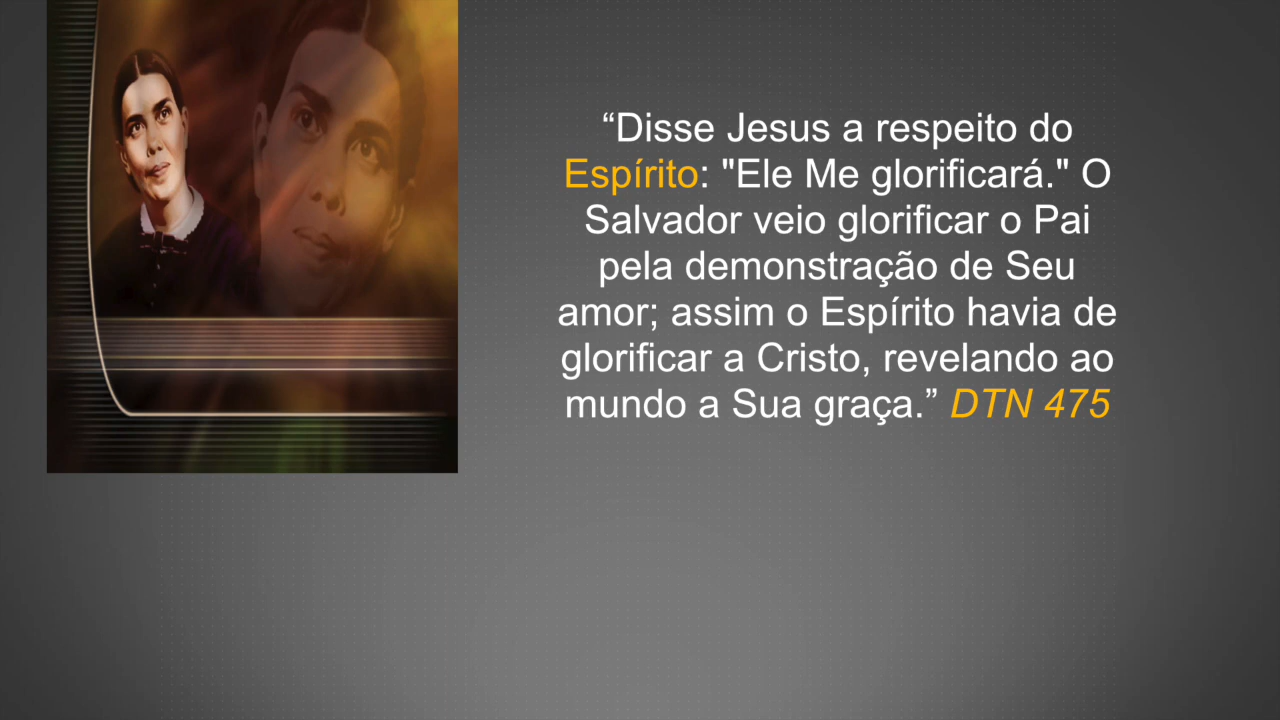 “Disse Jesus a respeito do
Espírito: "Ele Me glorificará." O
Salvador veio glorificar o Pai
pela demonstração de Seu
amor; assim o Espírito havia de
glorificar a Cristo, revelando ao
mundo a Sua graça.” DTN 475